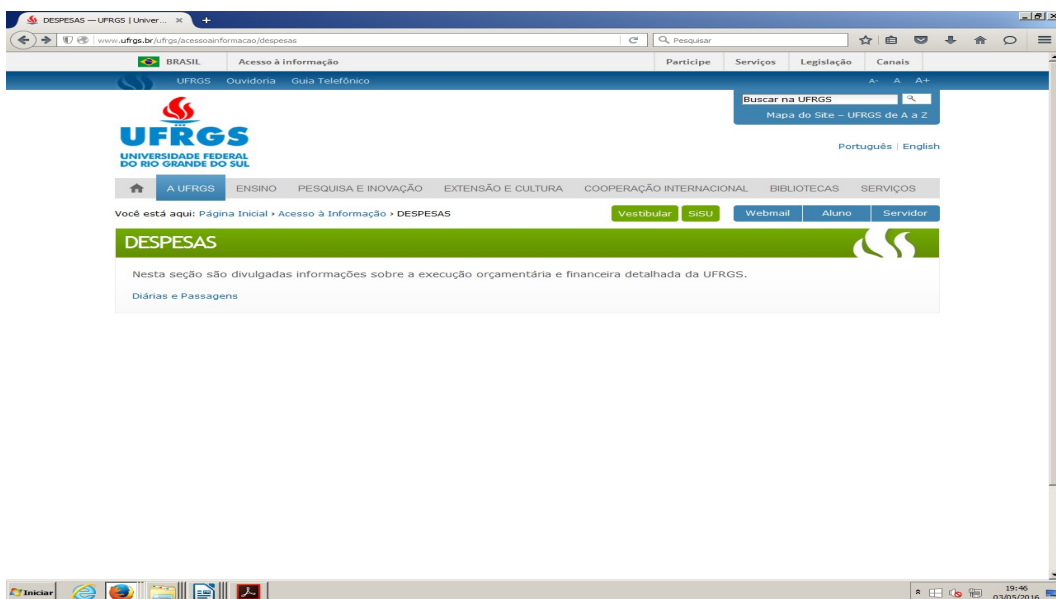 DESPESAS — UFRGS | Univer... × +
www.ufrgs.br/ufrgs/acessoainformacao/despesas
Pesquisar
BRASIL Acesso à informação Participe Serviços Legislação Canais
UFRGS Ouvidoria Guia Telefônico A- A A+
Buscar na UFRGS
Mapa do Site – UFRGS de A a Z
UFRGS
UNIVERSIDADE FEDERAL
DO RIO GRANDE DO SUL
Português | English
A UFRGS ENSINO PESQUISA E INOVAÇÃO EXTENSÃO E CULTURA COOPERAÇÃO INTERNACIONAL BIBLIOTECAS SERVIÇOS
Você está aqui: Página Inicial › Acesso à Informação › DESPESAS Vestibular SiSU Webmail Aluno Servidor
DESPESAS
Nesta seção são divulgadas informações sobre a execução orçamentária e financeira detalhada da UFRGS.
Diárias e Passagens
Iniciar 19:46
03/05/2016